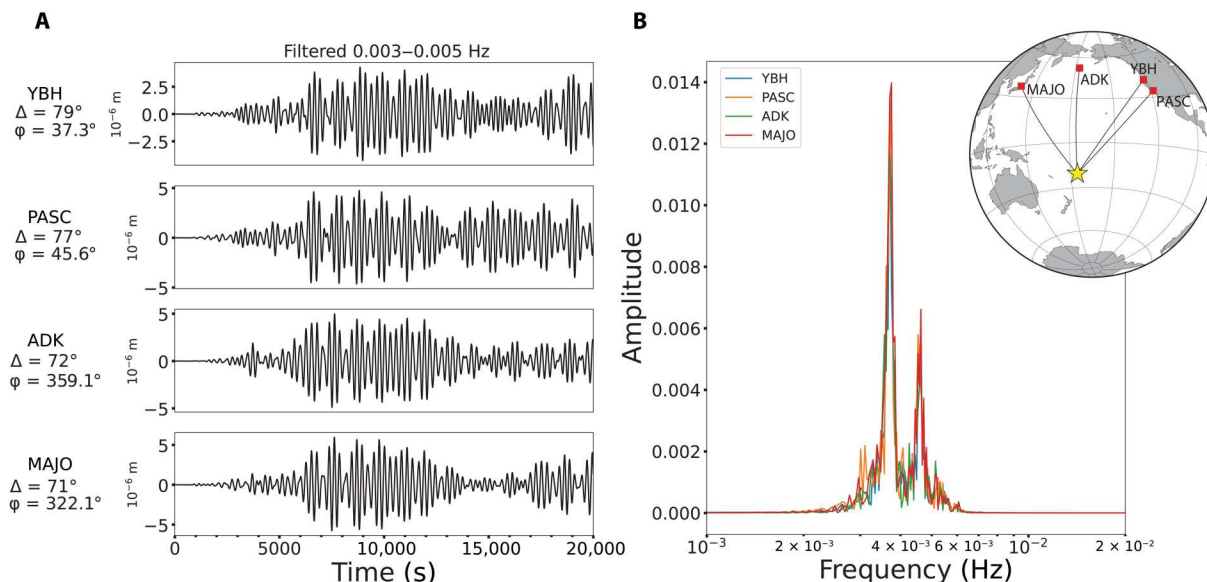 A
Filtered 0.003–0.005 Hz
YBH
Δ = 79°
φ = 37.3°
10⁻⁶ m
2.5
0.0
−2.5
PASC
Δ = 77°
φ = 45.6°
10⁻⁶ m
5
0
−5
ADK
Δ = 72°
φ = 359.1°
10⁻⁶ m
5
0
−5
MAJO
Δ = 71°
φ = 322.1°
10⁻⁶ m
5
0
−5
0 5000 10,000 15,000 20,000
Time (s)
B
YBH
PASC
ADK
MAJO
MAJO
ADK
YBH
PASC
Amplitude
0.014
0.012
0.010
0.008
0.006
0.004
0.002
0.000
10⁻³ 2 × 10⁻³ 4 × 10⁻³ 6 × 10⁻³ 10⁻² 2 × 10⁻²
Frequency (Hz)